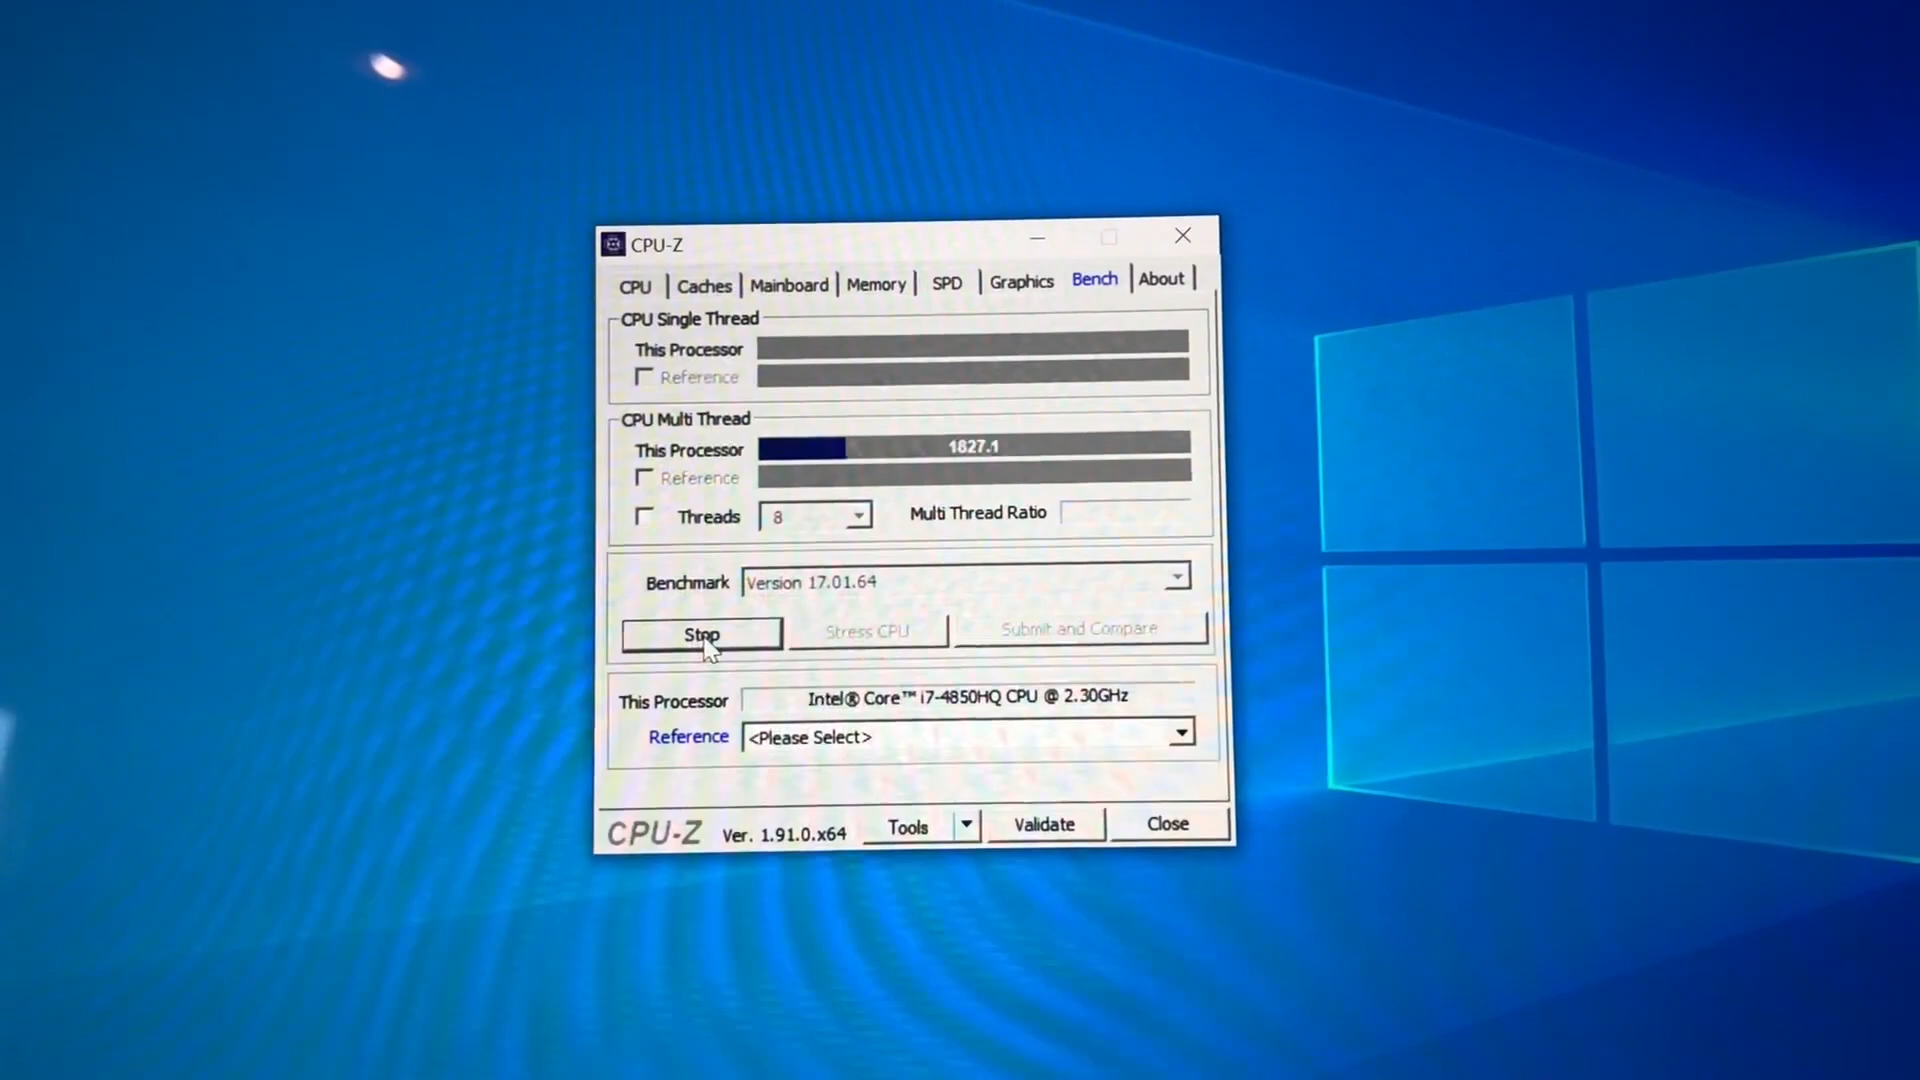 CPU-Z
CPU Caches Mainboard Memory SPD Graphics Bench About
CPU Single Thread
This Processor
Reference
CPU Multi Thread
This Processor 1827.1
Reference
Threads 8 Multi Thread Ratio
Benchmark Version 17.01.64
Stop Stress CPU Submit and Compare
This Processor Intel® Core™ i7-4850HQ CPU @ 2.30GHz
Reference <Please Select>
CPU-Z Ver. 1.91.0.x64 Tools Validate Close